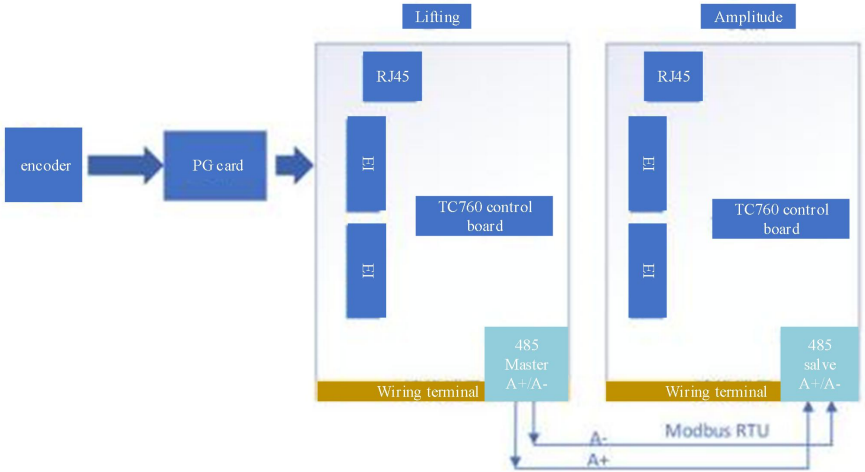 Lifting
Amplitude
RJ45
RJ45
encoder
PG card
EI
EI
TC760 control
board
TC760 control
board
EI
EI
485
Master
A+/A-
485
salve
A+/A-
Wiring terminal
Wiring terminal
Modbus RTU
A-
A+